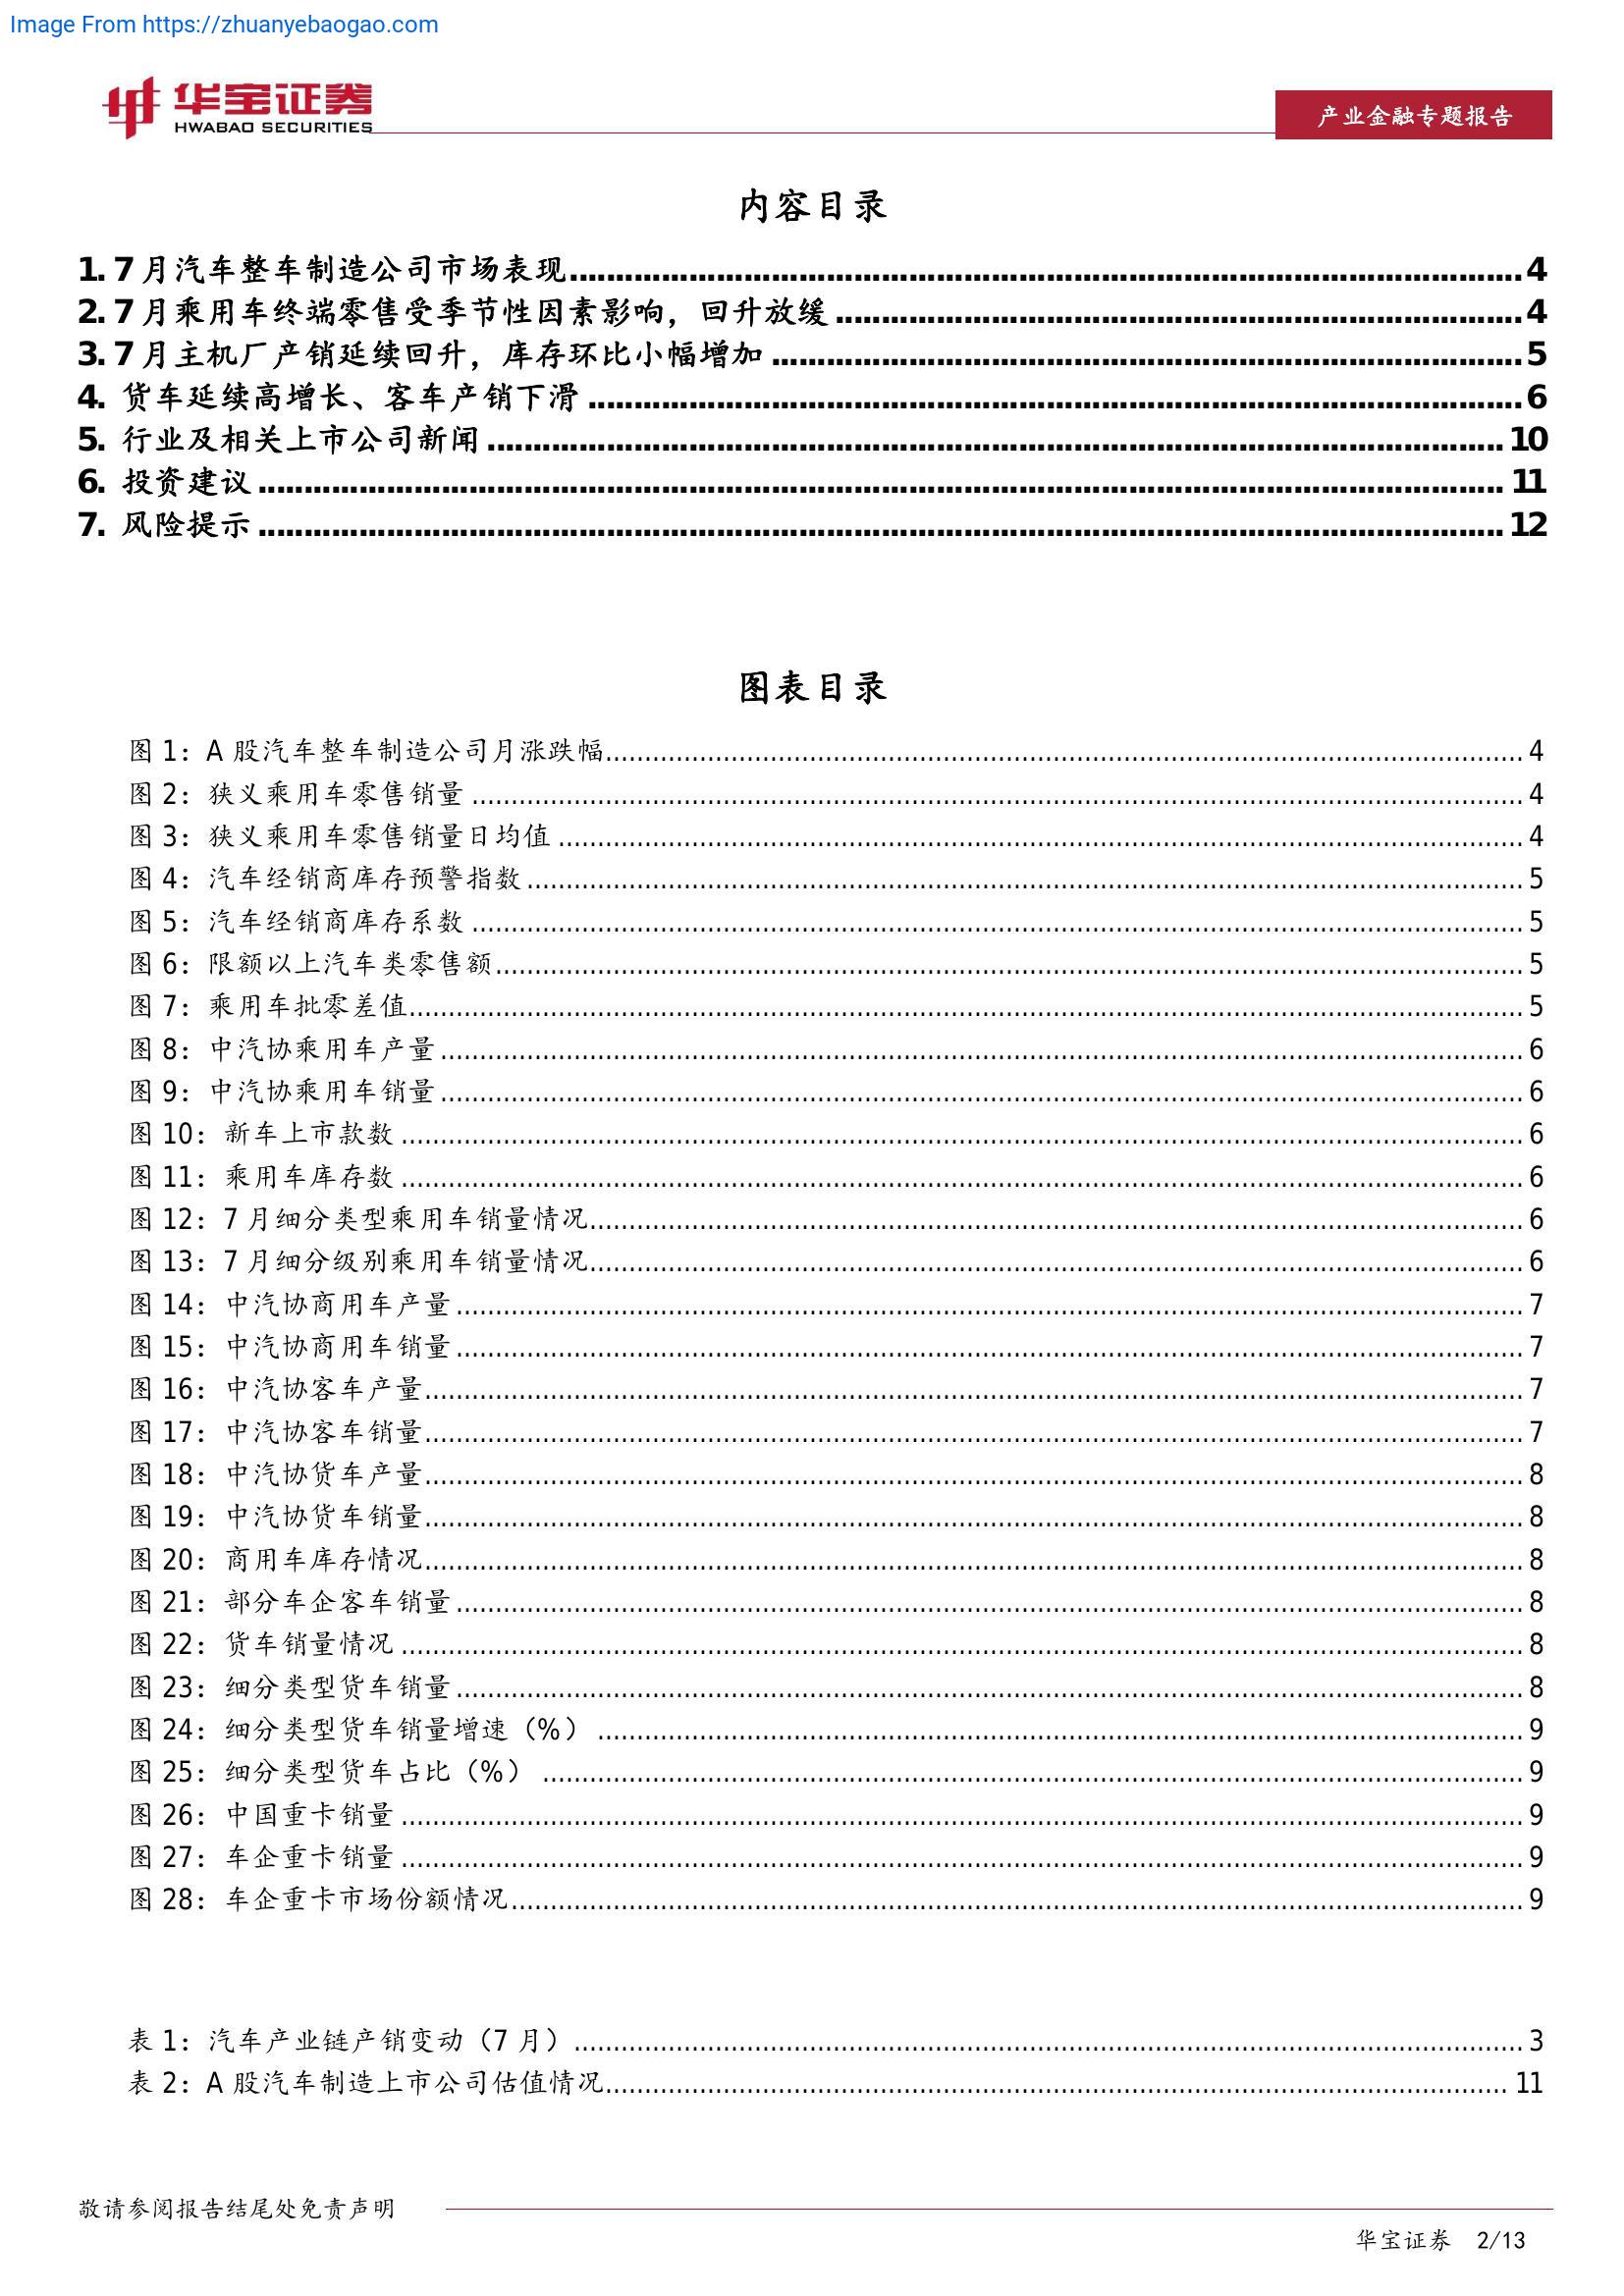 Image From https://zhuanyebaogao.com
华宝证券
HWABAO SECURITIES
产业金融专题报告
内容目录
1. 7 月汽车整车制造公司市场表现 4
2. 7 月乘用车终端零售受季节性因素影响，回升放缓 4
3. 7 月主机厂产销延续回升，库存环比小幅增加 5
4. 货车延续高增长、客车产销下滑 6
5. 行业及相关上市公司新闻 10
6. 投资建议 11
7. 风险提示 12
图表目录
图 1：A 股汽车整车制造公司月涨跌幅 4
图 2：狭义乘用车零售销量 4
图 3：狭义乘用车零售销量日均值 4
图 4：汽车经销商库存预警指数 5
图 5：汽车经销商库存系数 5
图 6：限额以上汽车类零售额 5
图 7：乘用车批零差值 5
图 8：中汽协乘用车产量 6
图 9：中汽协乘用车销量 6
图 10：新车上市款数 6
图 11：乘用车库存数 6
图 12：7 月细分类型乘用车销量情况 6
图 13：7 月细分级别乘用车销量情况 6
图 14：中汽协商用车产量 7
图 15：中汽协商用车销量 7
图 16：中汽协客车产量 7
图 17：中汽协客车销量 7
图 18：中汽协货车产量 8
图 19：中汽协货车销量 8
图 20：商用车库存情况 8
图 21：部分车企客车销量 8
图 22：货车销量情况 8
图 23：细分类型货车销量 8
图 24：细分类型货车销量增速（%） 9
图 25：细分类型货车占比（%） 9
图 26：中国重卡销量 9
图 27：车企重卡销量 9
图 28：车企重卡市场份额情况 9
表 1：汽车产业链产销变动（7 月） 3
表 2：A 股汽车制造上市公司估值情况 11
敬请参阅报告结尾处免责声明
华宝证券 2/13